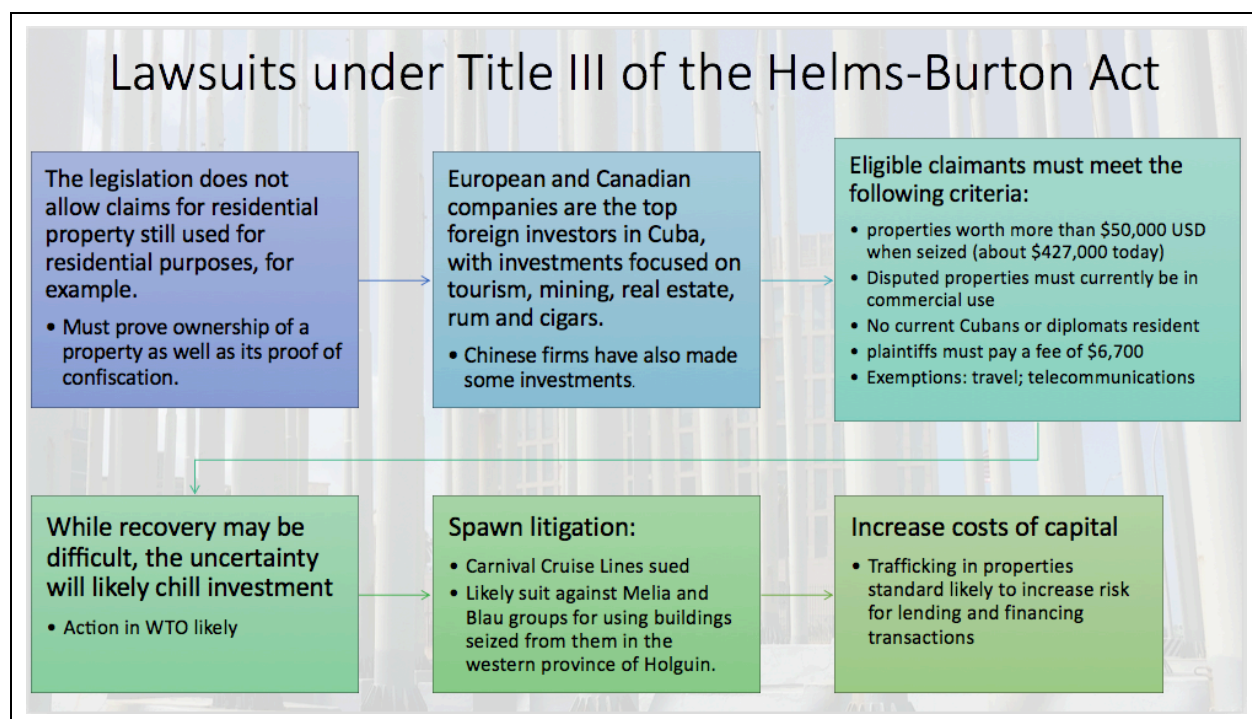 Lawsuits under Title III of the Helms-Burton Act
The legislation does not
allow claims for residential
property still used for
residential purposes, for
example.
• Must prove ownership of a
property as well as its proof of
confiscation.
European and Canadian
companies are the top
foreign investors in Cuba,
with investments focused on
tourism, mining, real estate,
rum and cigars.
• Chinese firms have also made
some investments.
Eligible claimants must meet the
following criteria:
• properties worth more than $50,000 USD
when seized (about $427,000 today)
• Disputed properties must currently be in
commercial use
• No current Cubans or diplomats resident
• plaintiffs must pay a fee of $6,700
• Exemptions: travel; telecommunications
While recovery may be
difficult, the uncertainty
will likely chill investment
• Action in WTO likely
Spawn litigation:
• Carnival Cruise Lines sued
• Likely suit against Melia and
Blau groups for using buildings
seized from them in the
western province of Holguin.
Increase costs of capital
• Trafficking in properties
standard likely to increase risk
for lending and financing
transactions